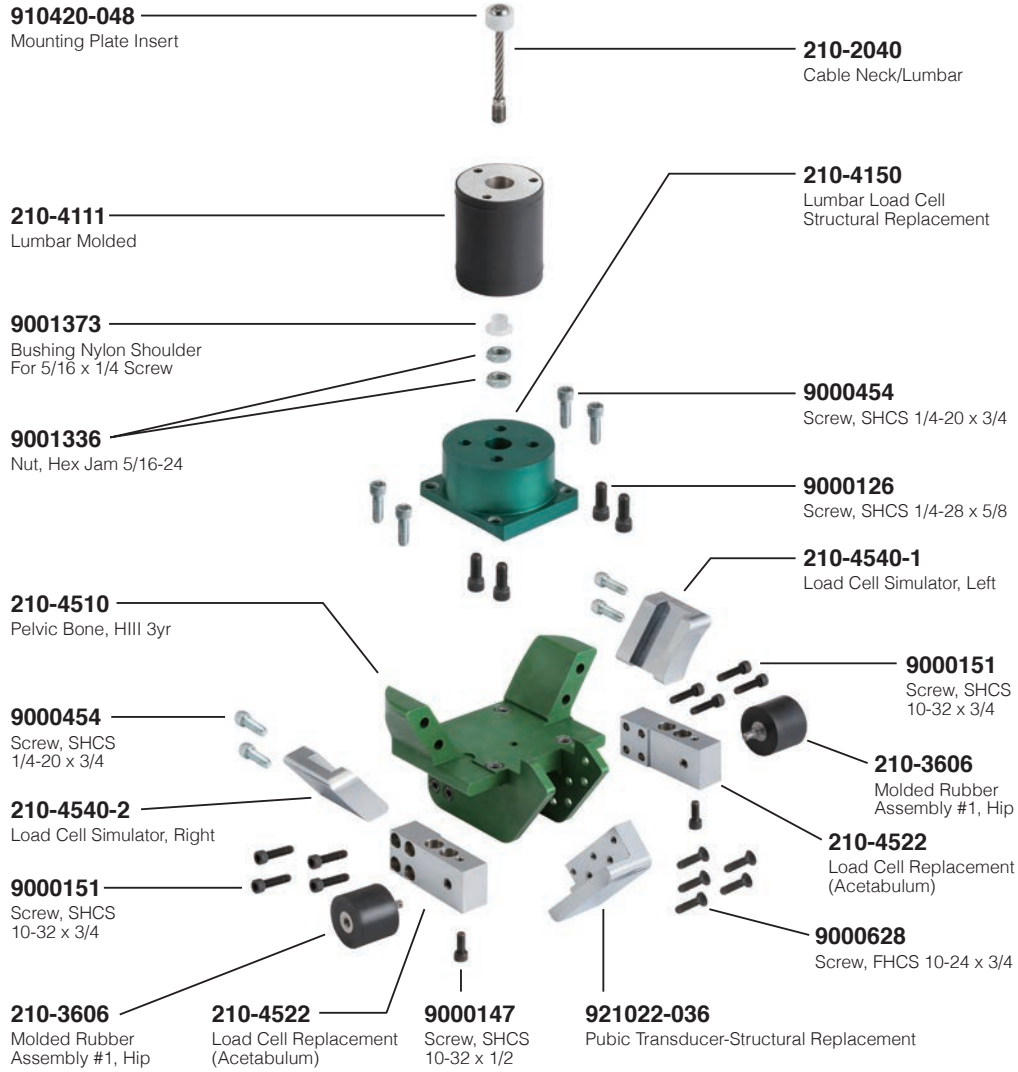 910420-048
Mounting Plate Insert
210-2040
Cable Neck/Lumbar
210-4150
Lumbar Load Cell
Structural Replacement
210-4111
Lumbar Molded
9001373
Bushing Nylon Shoulder
For 5/16 x 1/4 Screw
9000454
Screw, SHCS 1/4-20 x 3/4
9001336
Nut, Hex Jam 5/16-24
9000126
Screw, SHCS 1/4-28 x 5/8
210-4540-1
Load Cell Simulator, Left
210-4510
Pelvic Bone, HIII 3yr
9000151
Screw, SHCS
10-32 x 3/4
9000454
Screw, SHCS
1/4-20 x 3/4
210-3606
Molded Rubber
Assembly #1, Hip
210-4540-2
Load Cell Simulator, Right
210-4522
Load Cell Replacement
(Acetabulum)
9000151
Screw, SHCS
10-32 x 3/4
9000628
Screw, FHCS 10-24 x 3/4
210-3606
Molded Rubber
Assembly #1, Hip
210-4522
Load Cell Replacement
(Acetabulum)
9000147
Screw, SHCS
10-32 x 1/2
921022-036
Pubic Transducer-Structural Replacement